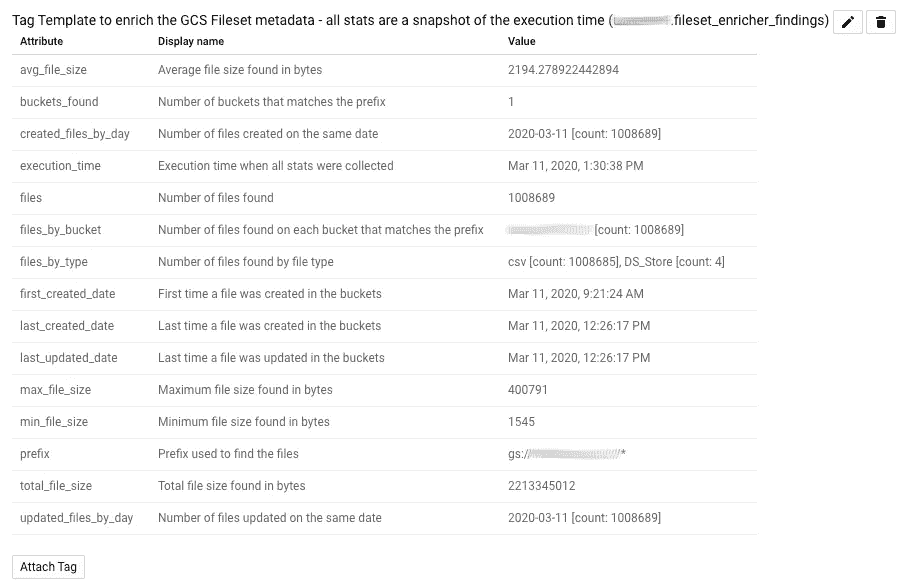 Tag Template to enrich the GCS Fileset metadata - all stats are a snapshot of the execution time ( .fileset_enricher_findings)
Attribute Display name Value
avg_file_size Average file size found in bytes 2194.278922442894
buckets_found Number of buckets that matches the prefix 1
created_files_by_day Number of files created on the same date 2020-03-11 [count: 1008689]
execution_time Execution time when all stats were collected Mar 11, 2020, 1:30:38 PM
files Number of files found 1008689
files_by_bucket Number of files found on each bucket that matches the prefix [count: 1008689]
files_by_type Number of files found by file type csv [count: 1008685], DS_Store [count: 4]
first_created_date First time a file was created in the buckets Mar 11, 2020, 9:21:24 AM
last_created_date Last time a file was created in the buckets Mar 11, 2020, 12:26:17 PM
last_updated_date Last time a file was updated in the buckets Mar 11, 2020, 12:26:17 PM
max_file_size Maximum file size found in bytes 400791
min_file_size Minimum file size found in bytes 1545
prefix Prefix used to find the files gs:// /*
total_file_size Total file size found in bytes 2213345012
updated_files_by_day Number of files updated on the same date 2020-03-11 [count: 1008689]
Attach Tag